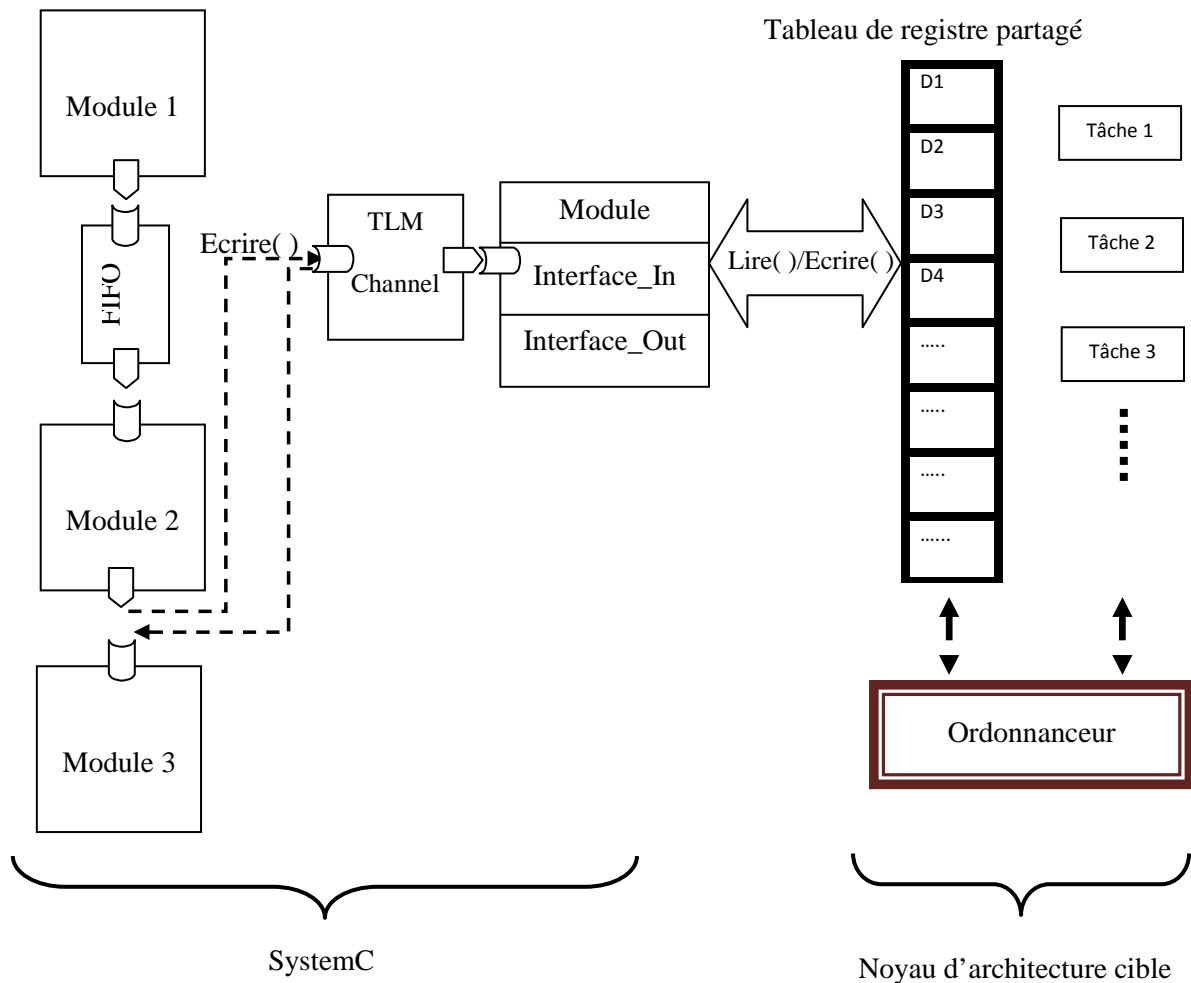 Tableau de registre partagé
Module 1
FIFO
Module 2
Module 3
Ecrire( )
TLM
Channel
Module
Interface_In
Interface_Out
Lire( )/Ecrire( )
D1
D2
D3
D4
.....
.....
.....
......
Tâche 1
Tâche 2
Tâche 3
Ordonnanceur
SystemC
Noyau d’architecture cible